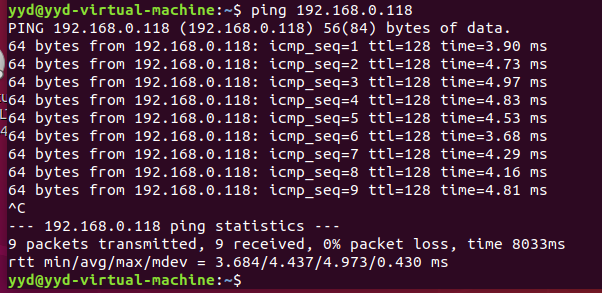 yyd@yyd-virtual-machine:~$ ping 192.168.0.118
PING 192.168.0.118 (192.168.0.118) 56(84) bytes of data.
64 bytes from 192.168.0.118: icmp_seq=1 ttl=128 time=3.90 ms
64 bytes from 192.168.0.118: icmp_seq=2 ttl=128 time=4.73 ms
64 bytes from 192.168.0.118: icmp_seq=3 ttl=128 time=4.97 ms
64 bytes from 192.168.0.118: icmp_seq=4 ttl=128 time=4.83 ms
64 bytes from 192.168.0.118: icmp_seq=5 ttl=128 time=4.53 ms
64 bytes from 192.168.0.118: icmp_seq=6 ttl=128 time=3.68 ms
64 bytes from 192.168.0.118: icmp_seq=7 ttl=128 time=4.29 ms
64 bytes from 192.168.0.118: icmp_seq=8 ttl=128 time=4.16 ms
64 bytes from 192.168.0.118: icmp_seq=9 ttl=128 time=4.81 ms
^C
--- 192.168.0.118 ping statistics ---
9 packets transmitted, 9 received, 0% packet loss, time 8033ms
rtt min/avg/max/mdev = 3.684/4.437/4.973/0.430 ms
yyd@yyd-virtual-machine:~$